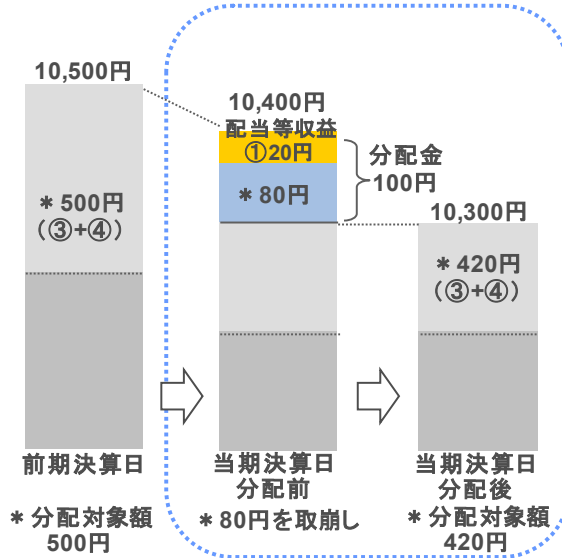 10,500円
＊500円
（③+④）
前期決算日
＊分配対象額
500円
10,400円
配当等収益
①20円
＊80円
分配金
100円
当期決算日
分配前
＊80円を取崩し
10,300円
＊420円
（③+④）
当期決算日
分配後
＊分配対象額
420円